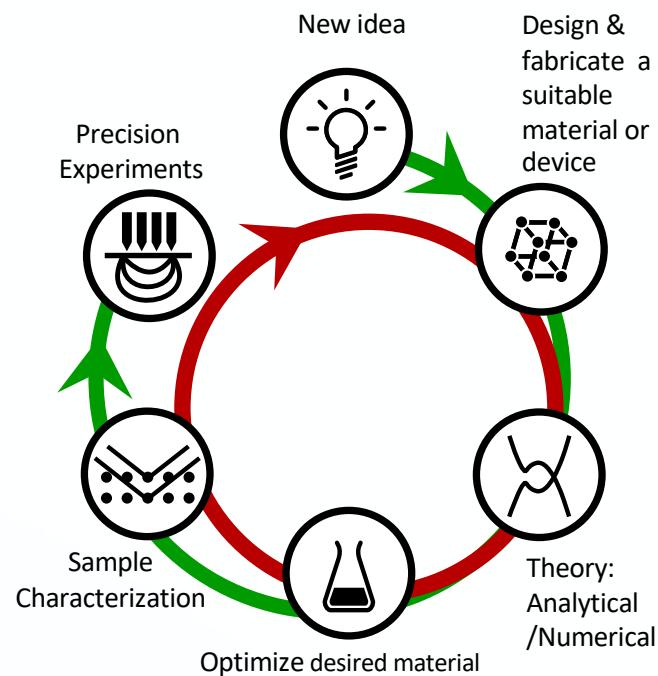 New idea
Design &
fabricate a
suitable
material or
device
Precision
Experiments
Sample
Characterization
Theory:
Analytical
/Numerical
Optimize desired material